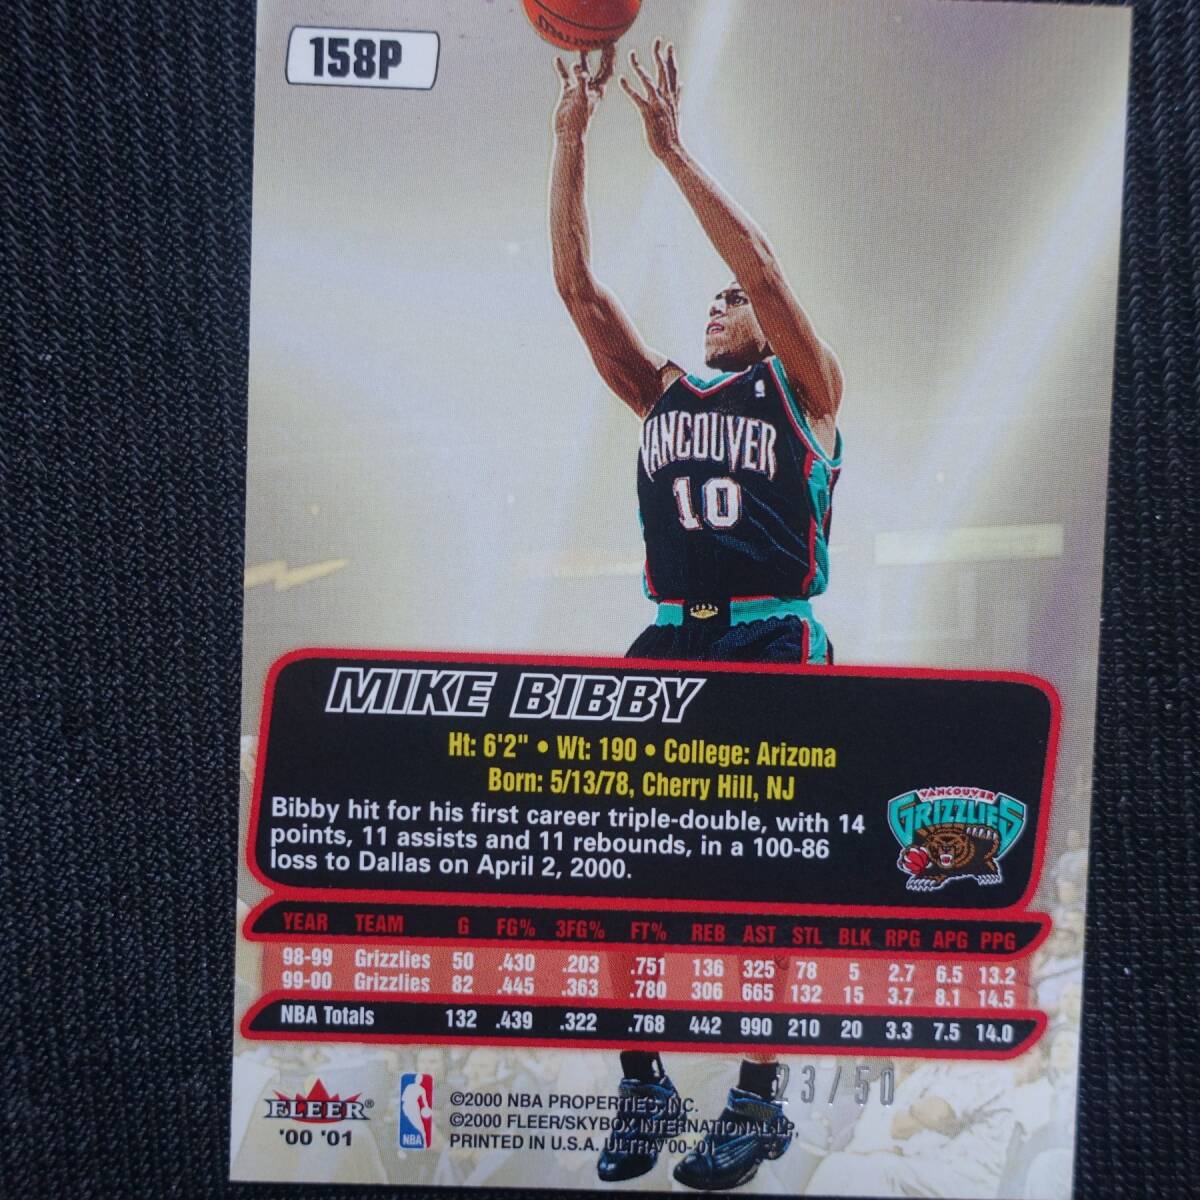 158P
VANCOUVER
10
MIKE BIBBY
Ht: 6'2" • Wt: 190 • College: Arizona
Born: 5/13/78, Cherry Hill, NJ
Bibby hit for his first career triple-double, with 14
points, 11 assists and 11 rebounds, in a 100-86
loss to Dallas on April 2, 2000.
VANCOUVER
GRIZZLIES
YEAR TEAM G FG% 3FG% FT% REB AST STL BLK RPG APG PPG
98-99 Grizzlies 50 .430 .203 .751 136 325 78 5 2.7 6.5 13.2
99-00 Grizzlies 82 .445 .363 .780 306 665 132 15 3.7 8.1 14.5
NBA Totals 132 .439 .322 .768 442 990 210 20 3.3 7.5 14.0
23/50
FLEER®
'00 '01
NBA
©2000 NBA PROPERTIES, INC.
©2000 FLEER/SKYBOX INTERNATIONAL LP,
PRINTED IN U.S.A. ULTRA '00-'01